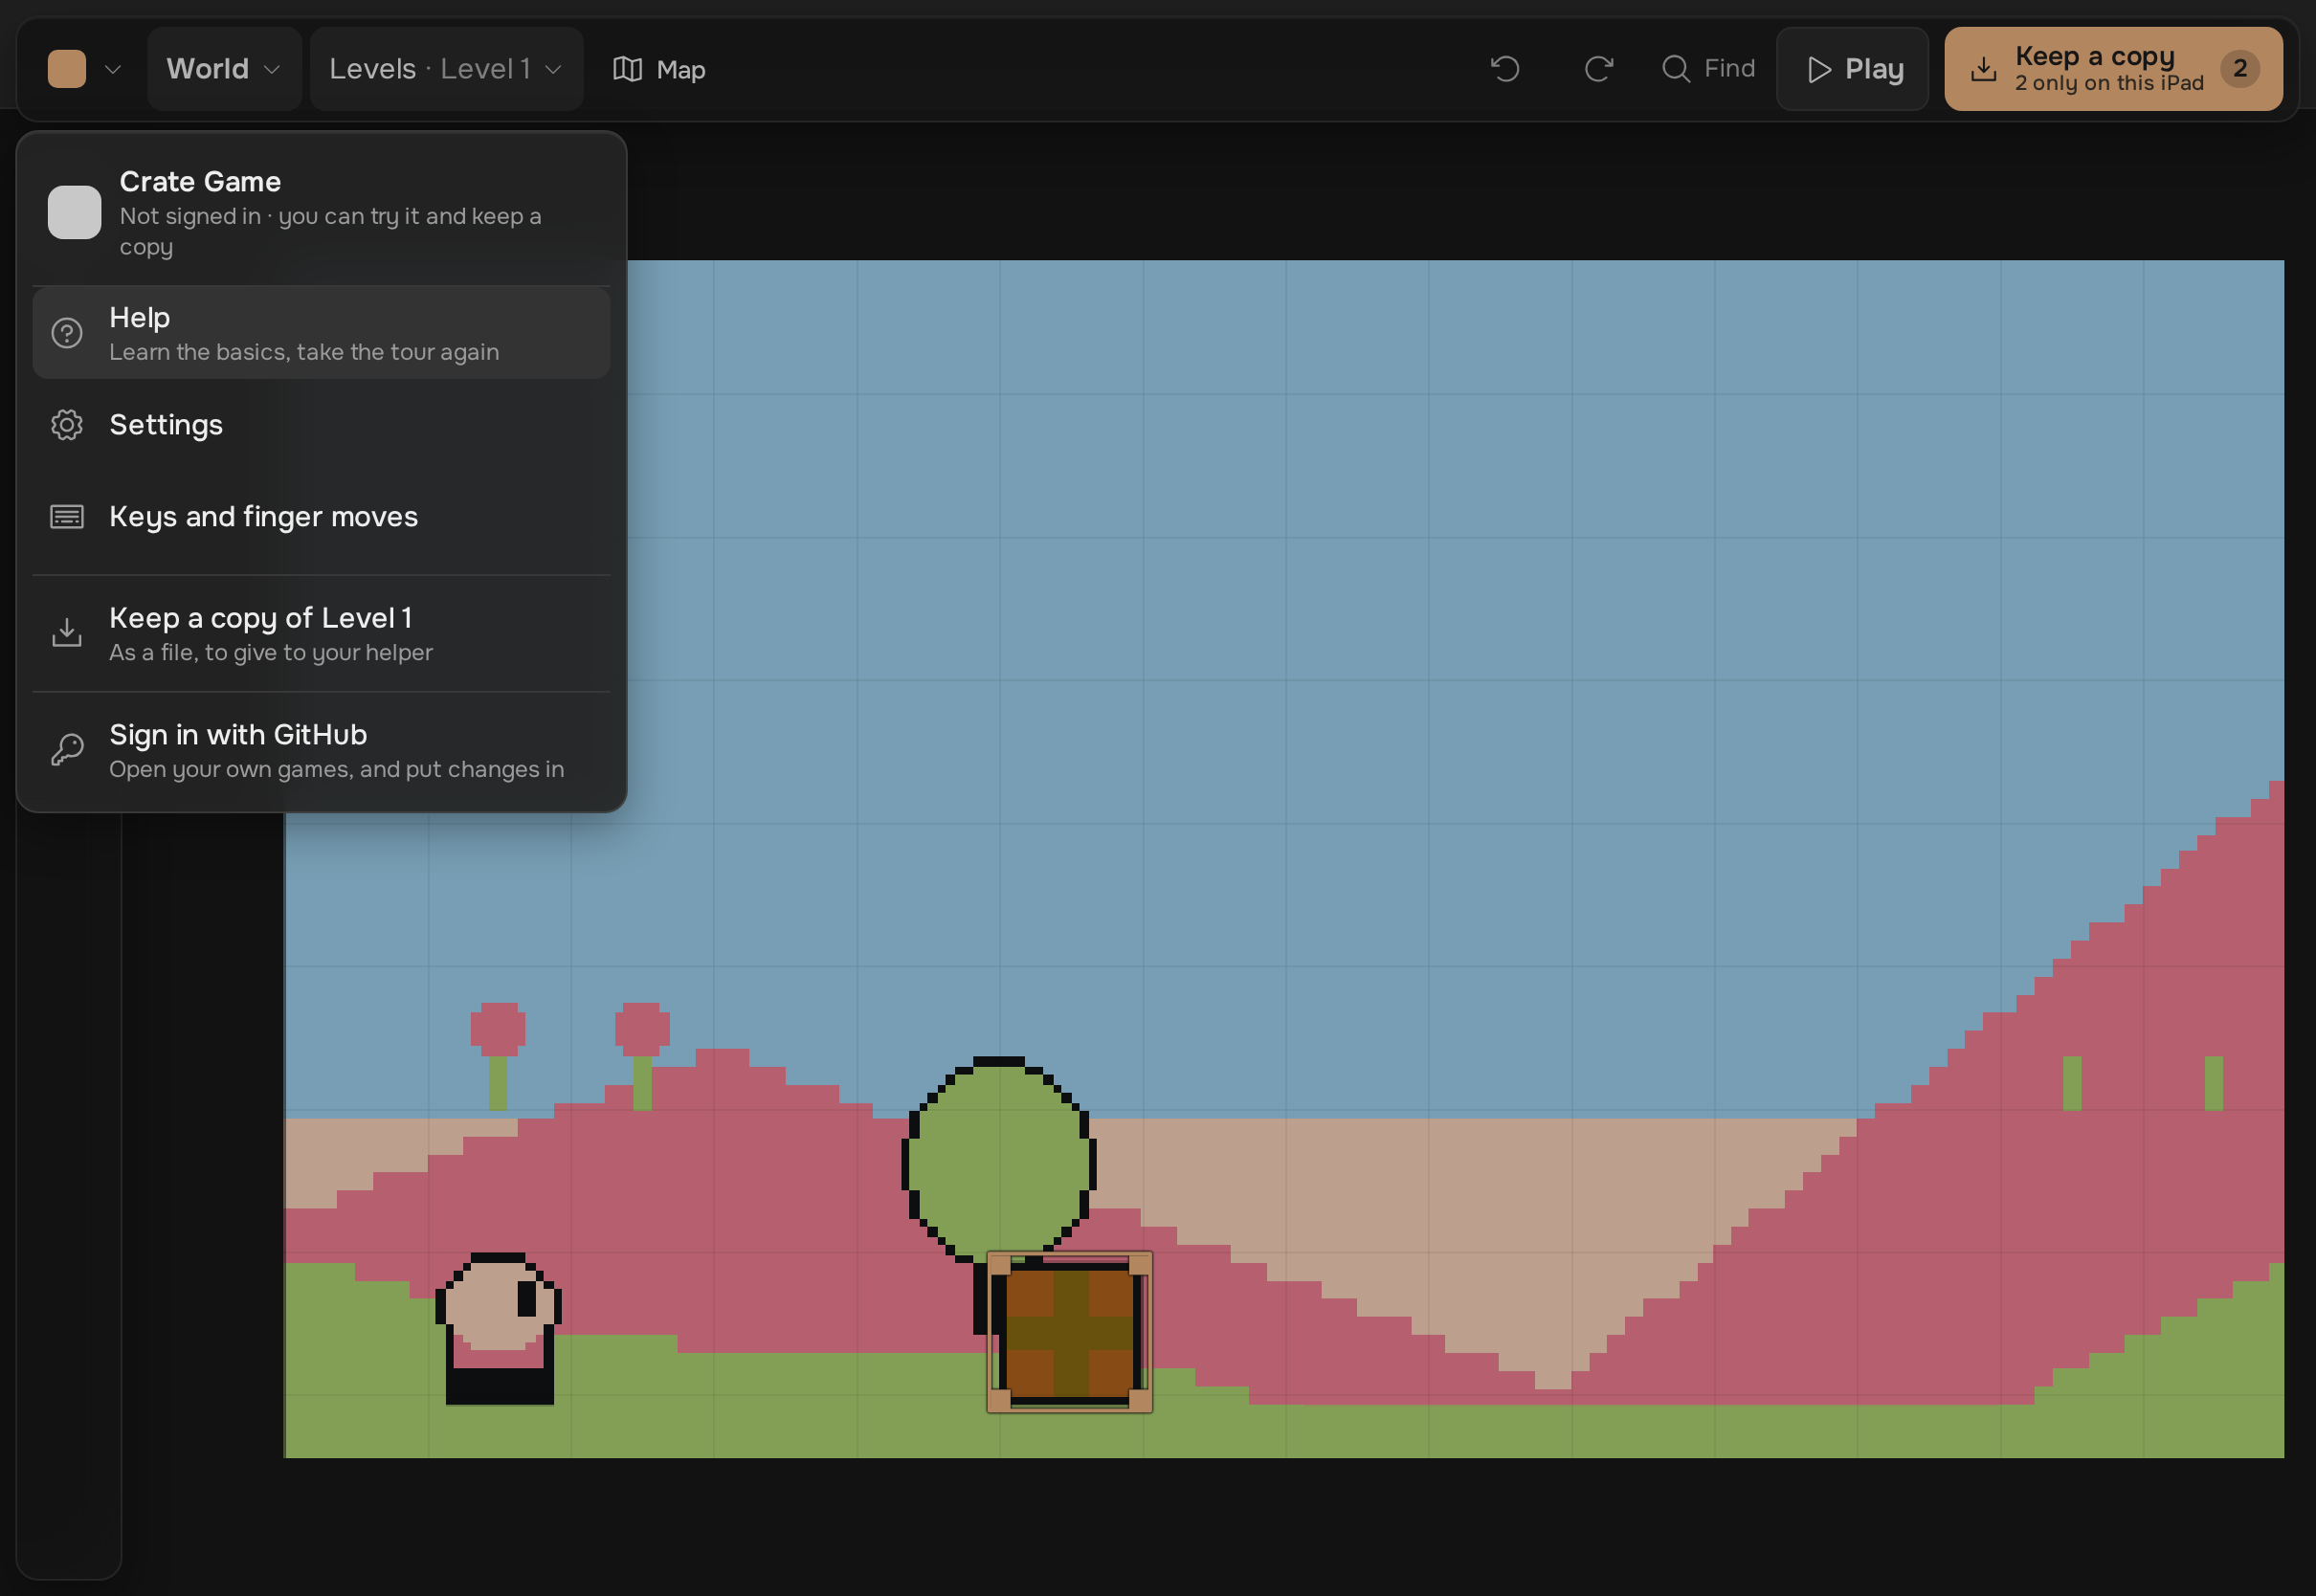 World
Levels · Level 1
Map
Find
Play
Keep a copy
2 only on this iPad
2
Crate Game
Not signed in · you can try it and keep a
copy
Help
Learn the basics, take the tour again
Settings
Keys and finger moves
Keep a copy of Level 1
As a file, to give to your helper
Sign in with GitHub
Open your own games, and put changes in